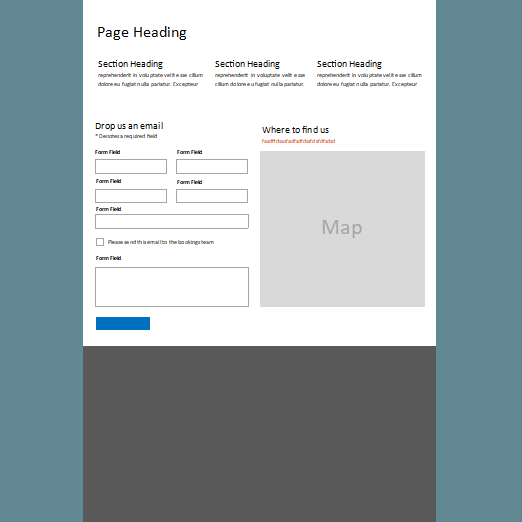 Page Heading
Section Heading
reprehenderit in voluptate velit esse cillum
dolore eu fugiat nulla pariatur. Excepteur
Section Heading
reprehenderit in voluptate velit esse
cillum dolore eu fugiat nulla pariatur.
Section Heading
reprehenderit in voluptate velit esse cillum
dolore eu fugiat nulla pariatur. Excepteur
Drop us an email
* Denotes a required field
Form Field
Form Field
Form Field
Form Field
Form Field
Please send this email to the bookings team
Form Field
Where to find us
Map